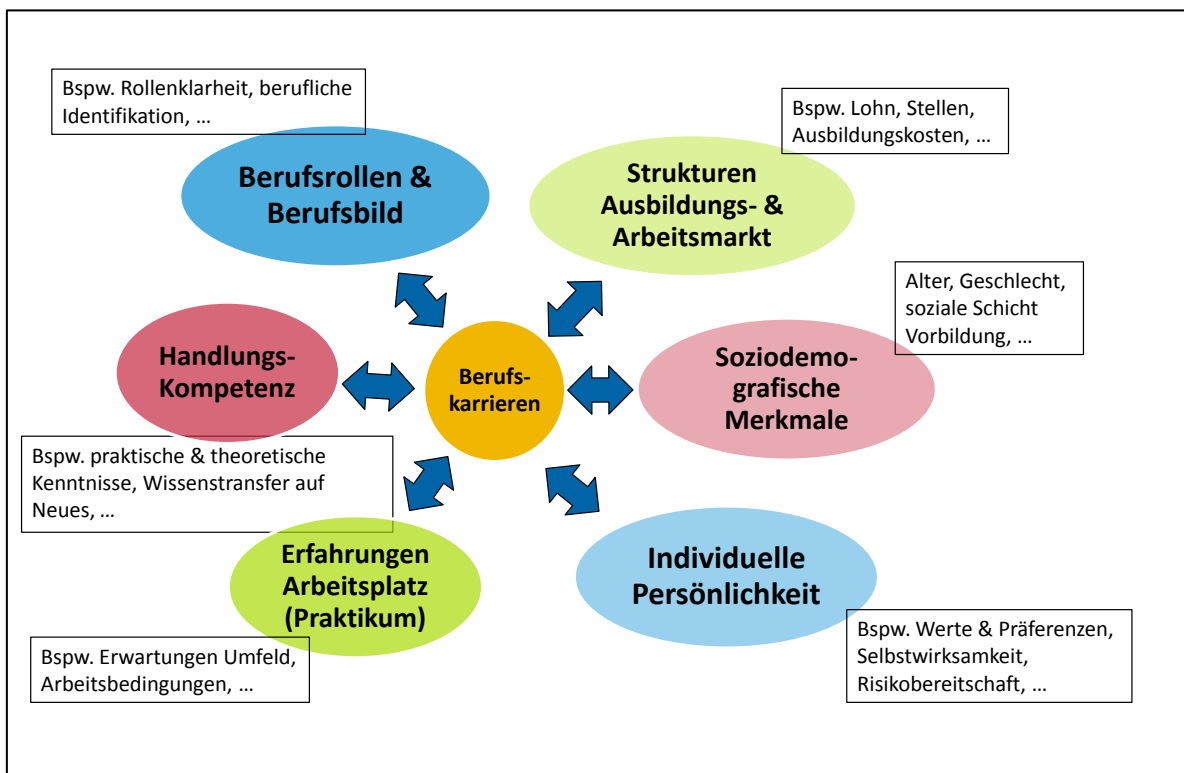 Bspw. Rollenklarheit, berufliche
Identifikation, …
Bspw. Lohn, Stellen,
Ausbildungskosten, …
Berufsrollen &
Berufsbild
Strukturen
Ausbildungs- &
Arbeitsmarkt
Alter, Geschlecht,
soziale Schicht
Vorbildung, …
Handlungs-
Kompetenz
Berufs-
karrieren
Soziodemo-
grafische
Merkmale
Bspw. praktische & theoretische
Kenntnisse, Wissenstransfer auf
Neues, …
Erfahrungen
Arbeitsplatz
(Praktikum)
Individuelle
Persönlichkeit
Bspw. Erwartungen Umfeld,
Arbeitsbedingungen, …
Bspw. Werte & Präferenzen,
Selbstwirksamkeit,
Risikobereitschaft, …